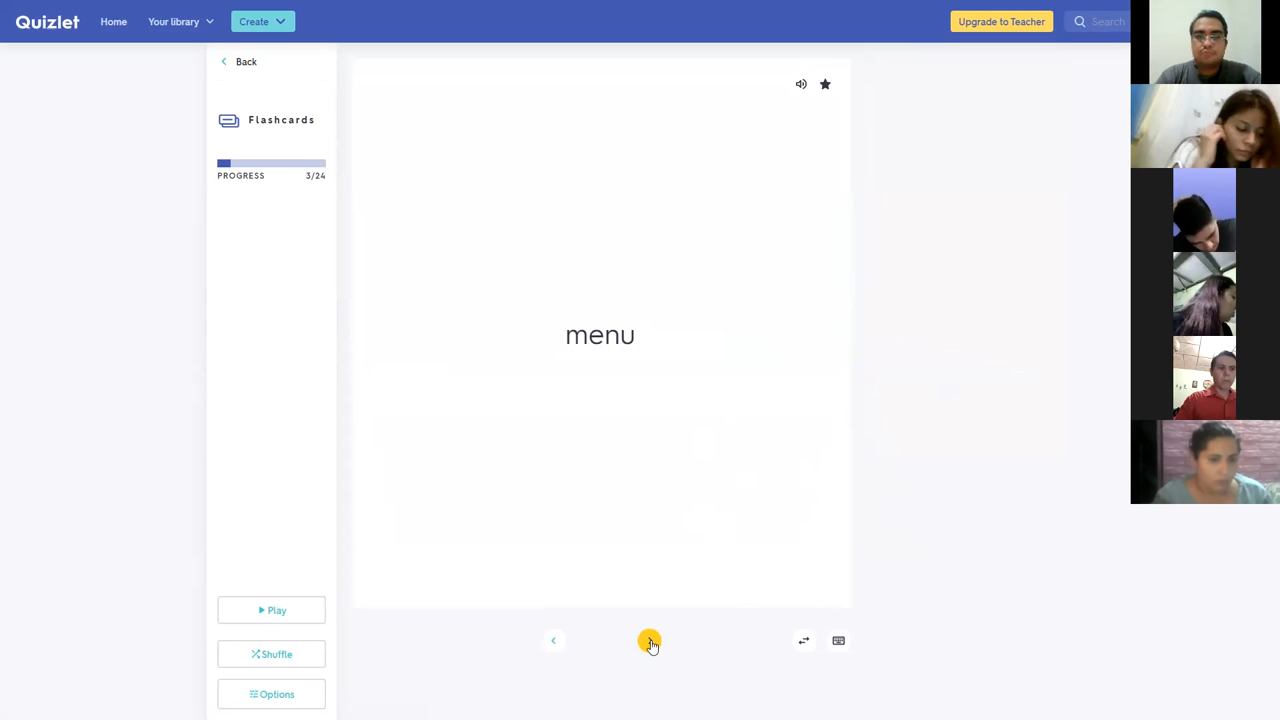 Quizlet
Home
Your library
Create
Upgrade to Teacher
Search
Back
Flashcards
PROGRESS 3/24
menu
Play
Shuffle
Options